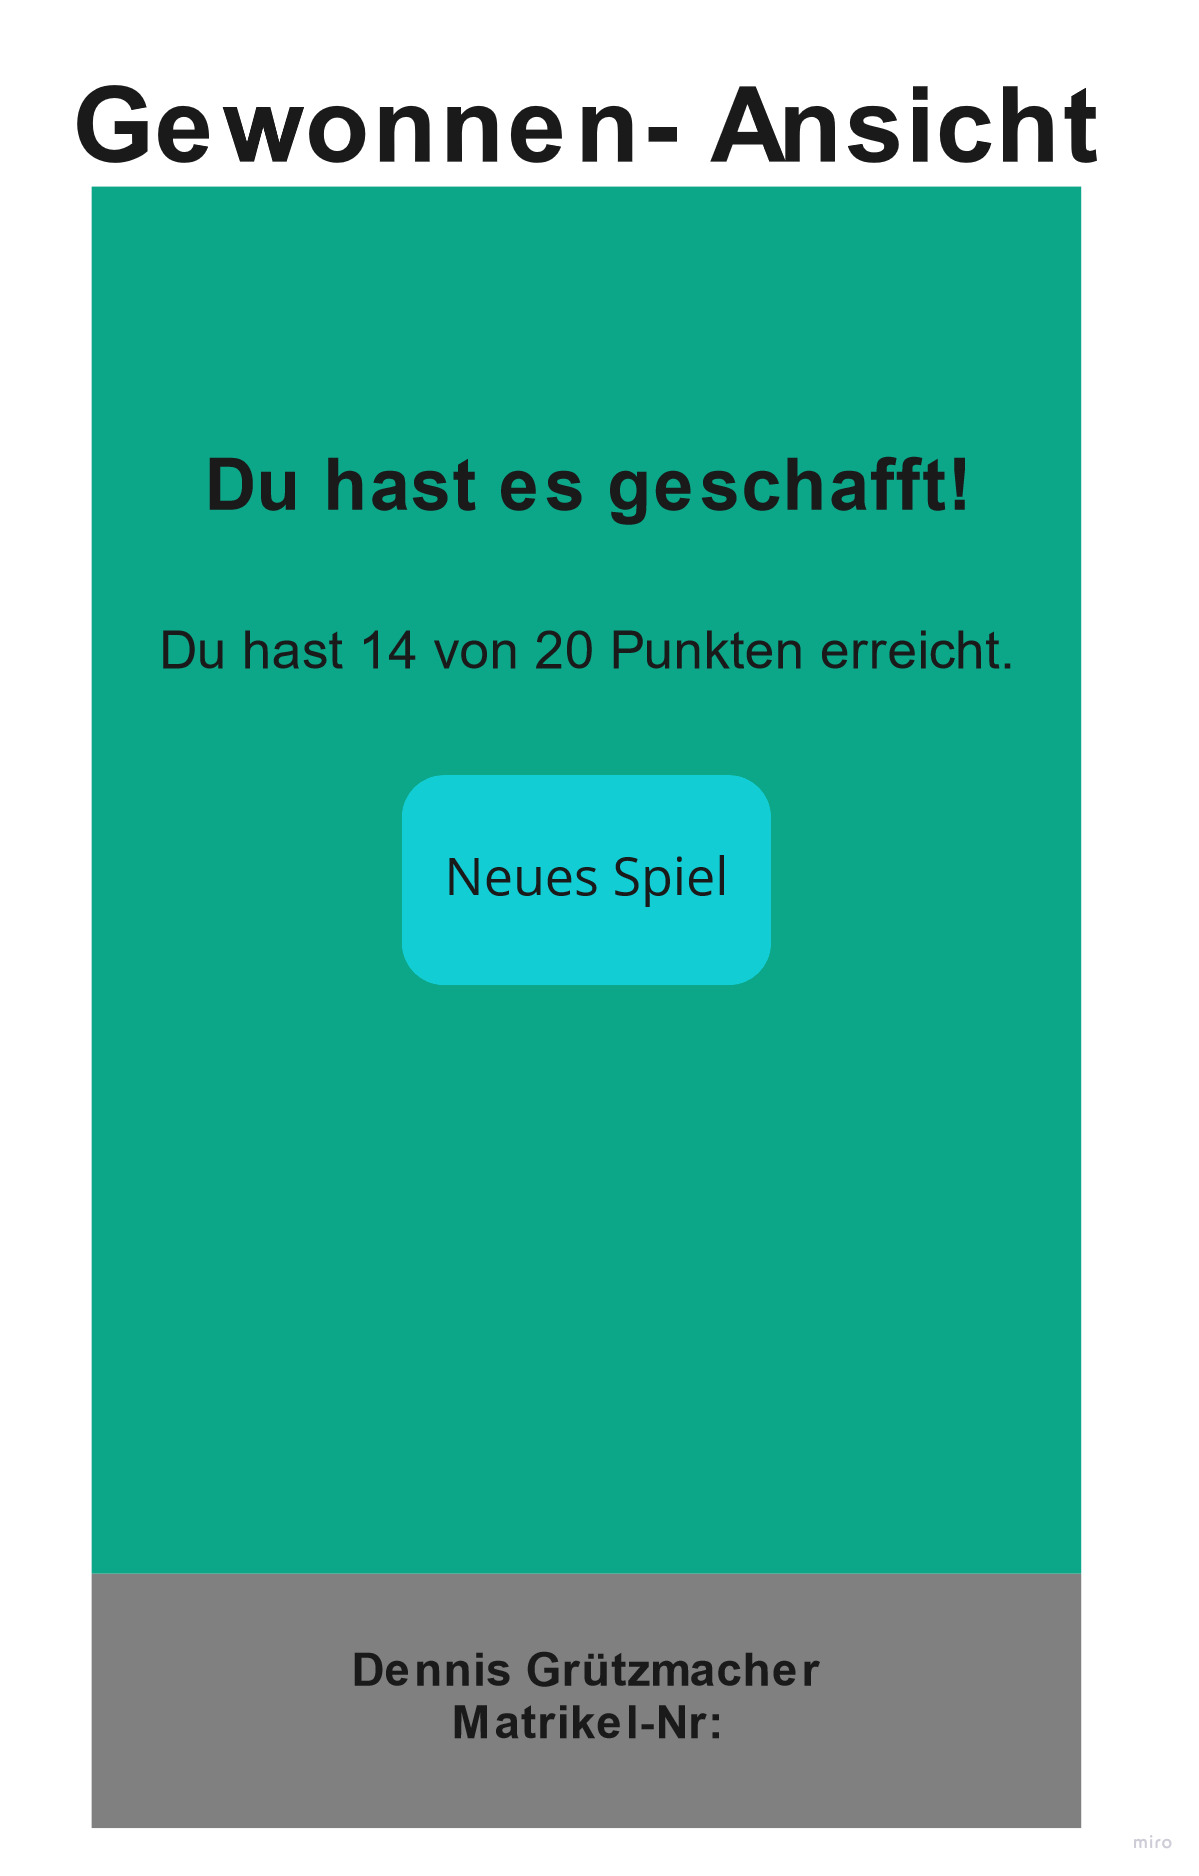 Gewonnen- Ansicht
Du hast es geschafft!
Du hast 14 von 20 Punkten erreicht.
Neues Spiel
Dennis Grützmacher
Matrikel-Nr:
miro